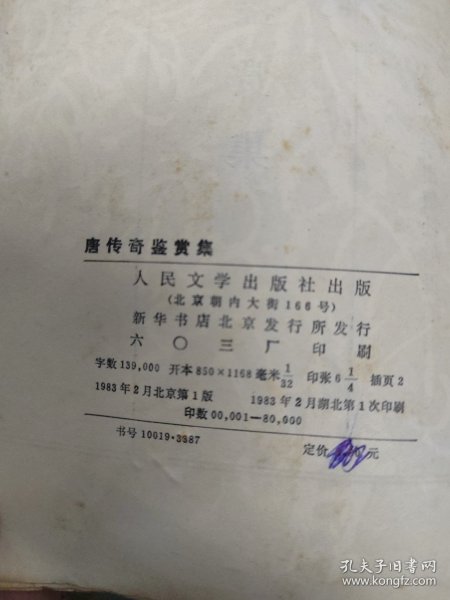 唐传奇鉴赏集
人民文学出版社出版
(北京朝内大街166号)
新华书店北京发行所发行
六〇三厂印刷
字数139,000 开本850×1168毫米 1/32 印张6 1/4 插页2
1983年2月北京第1版 1983年2月湖北第1次印刷
印数00,001—80,000
书号10019·3387 定价 元
孔夫子旧书网
www.kongfz.com